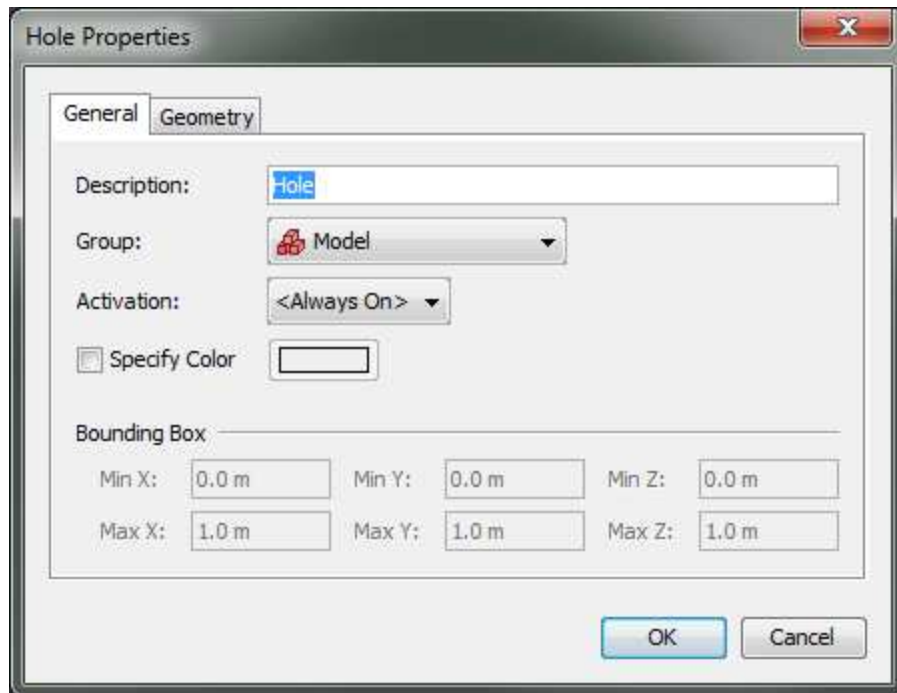 Hole Properties
General Geometry
Description: Hole
Group: Model
Activation: <Always On>
Specify Color
Bounding Box
Min X: 0.0 m Min Y: 0.0 m Min Z: 0.0 m
Max X: 1.0 m Max Y: 1.0 m Max Z: 1.0 m
OK Cancel